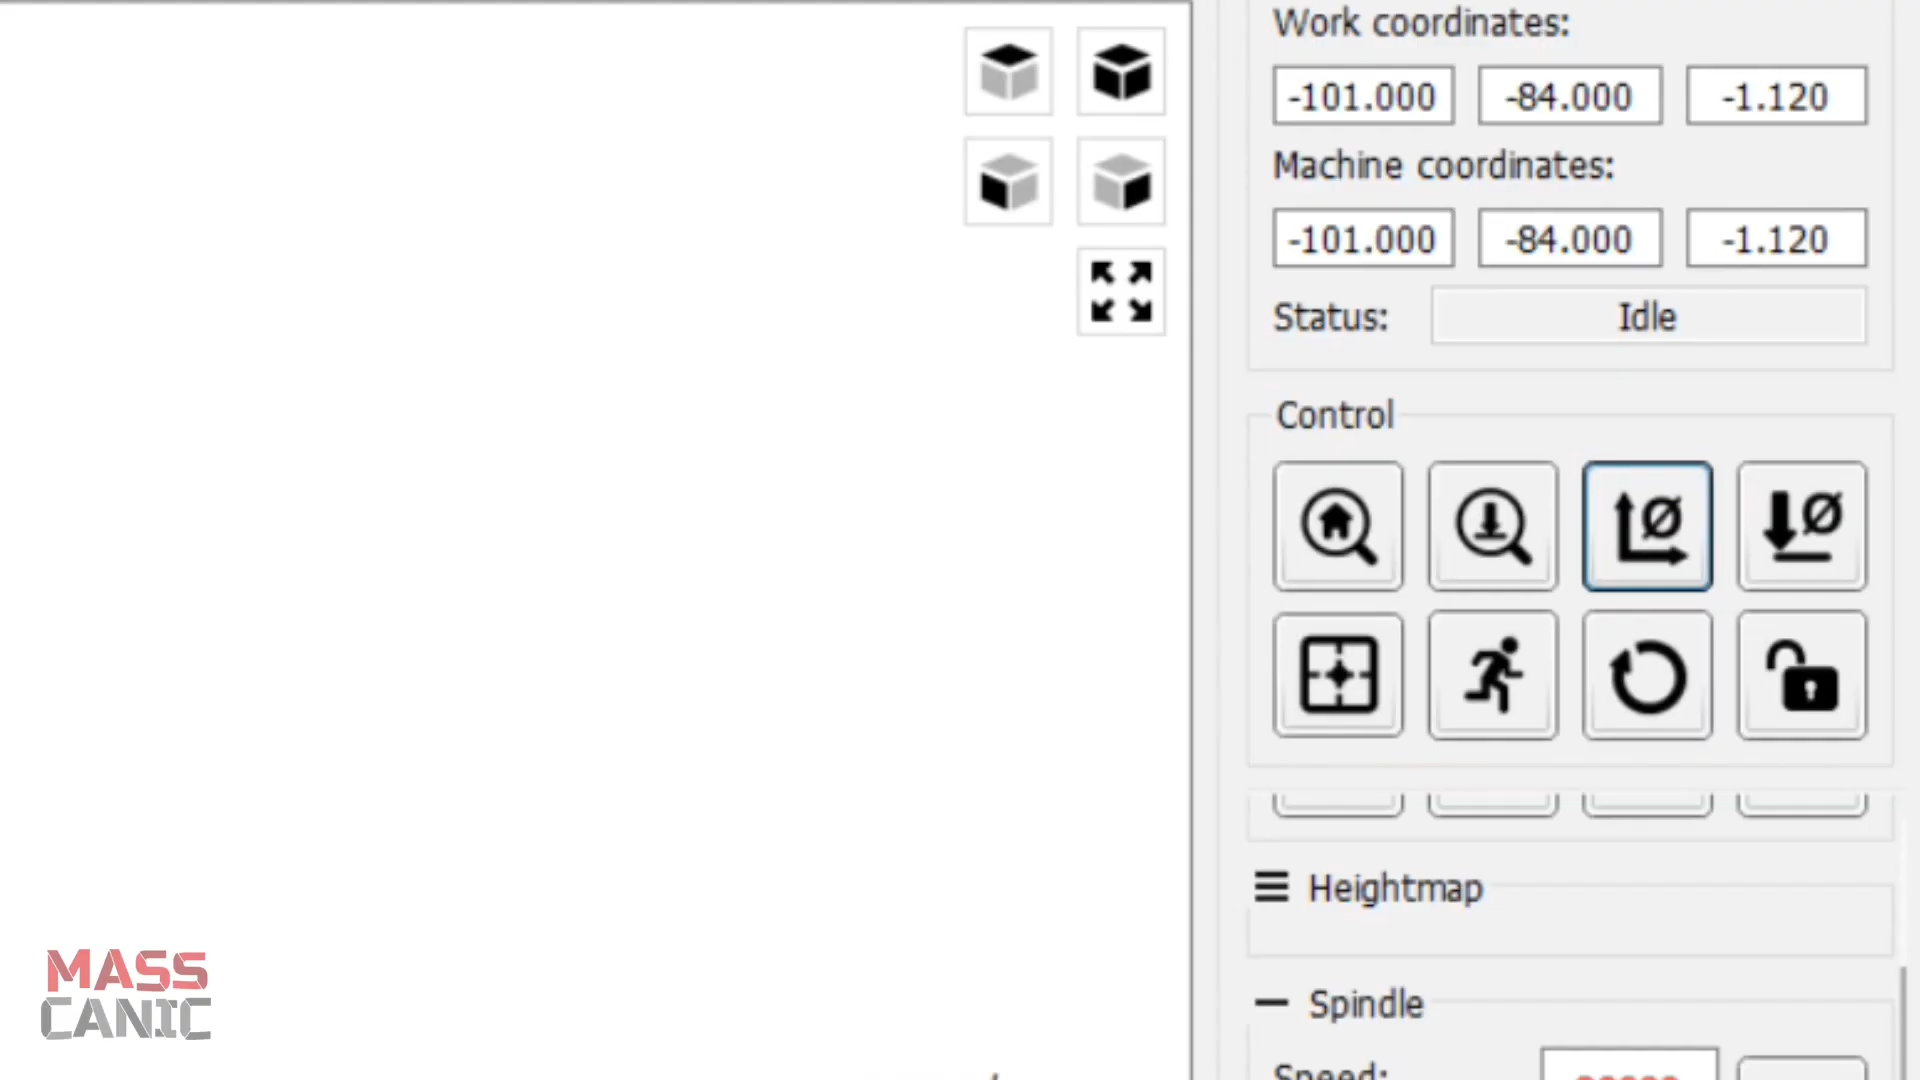 Work coordinates:
-101.000 -84.000 -1.120
Machine coordinates:
-101.000 -84.000 -1.120
Status: Idle
Control
Heightmap
Spindle
Speed:
MASS
CANIC